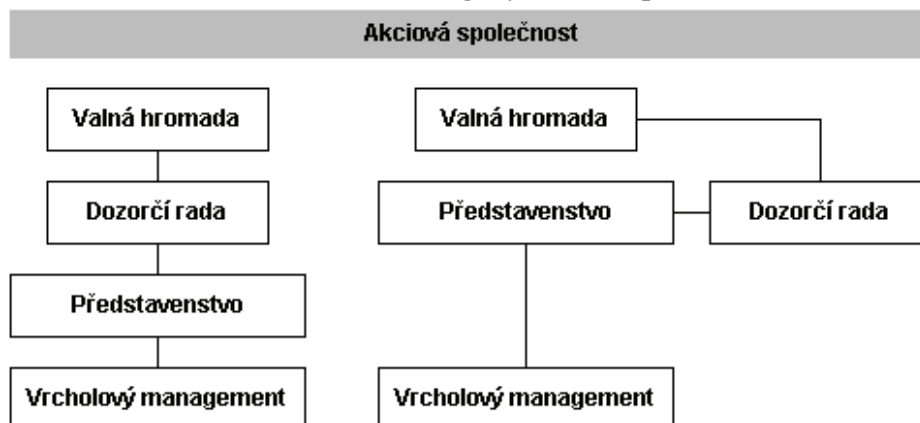 Akciová společnost
Valná hromada
Valná hromada
Dozorčí rada
Představenstvo
Dozorčí rada
Představenstvo
Vrcholový management
Vrcholový management